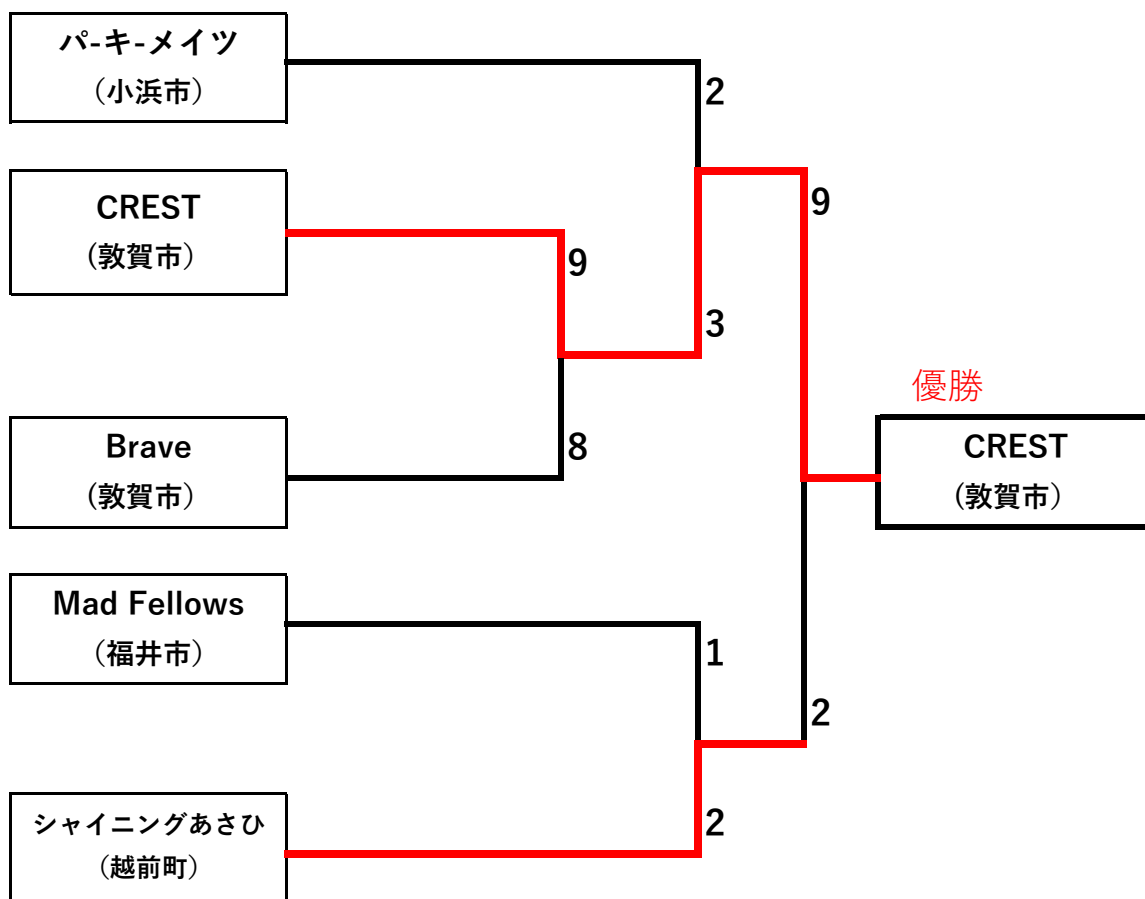 パ-キ-メイツ
（小浜市）
2
CREST
（敦賀市）
9
9
3
優勝
CREST
（敦賀市）
Brave
（敦賀市）
8
Mad Fellows
（福井市）
1
2
シャイニングあさひ
（越前町）
2